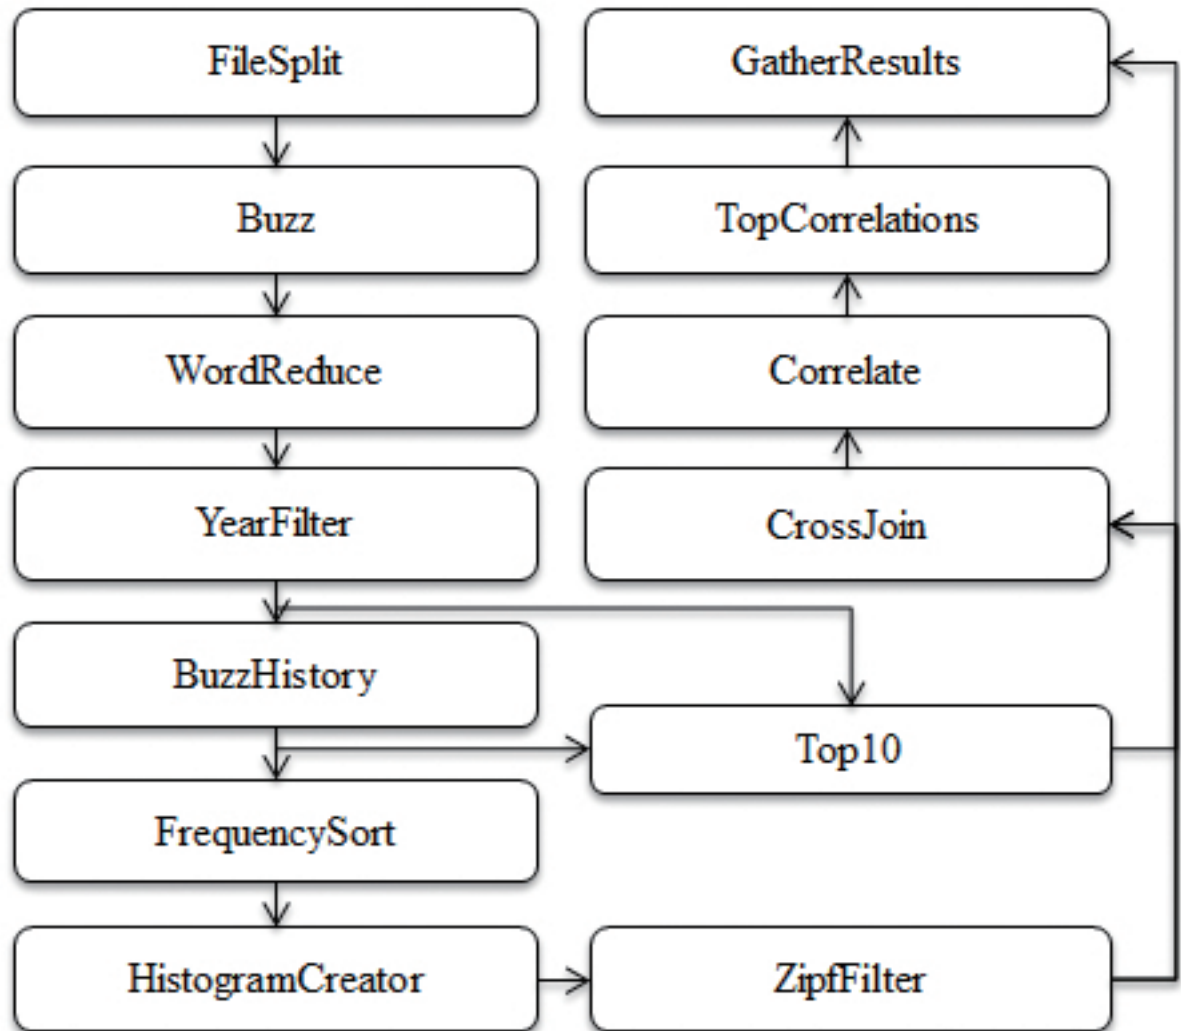 FileSplit
Buzz
WordReduce
YearFilter
BuzzHistory
FrequencySort
HistogramCreator
GatherResults
TopCorrelations
Correlate
CrossJoin
Top10
ZipfFilter